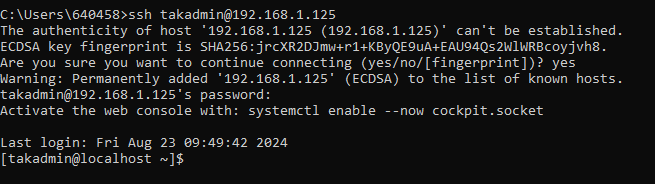 C:\Users\640458>ssh takadmin@192.168.1.125
The authenticity of host '192.168.1.125 (192.168.1.125)' can't be established.
ECDSA key fingerprint is SHA256:jrcXR2DJmw+r1+KByQE9uA+EAU94Qs2WlWRBcoyjvh8.
Are you sure you want to continue connecting (yes/no/[fingerprint])? yes
Warning: Permanently added '192.168.1.125' (ECDSA) to the list of known hosts.
takadmin@192.168.1.125's password:
Activate the web console with: systemctl enable --now cockpit.socket
Last login: Fri Aug 23 09:49:42 2024
[takadmin@localhost ~]$